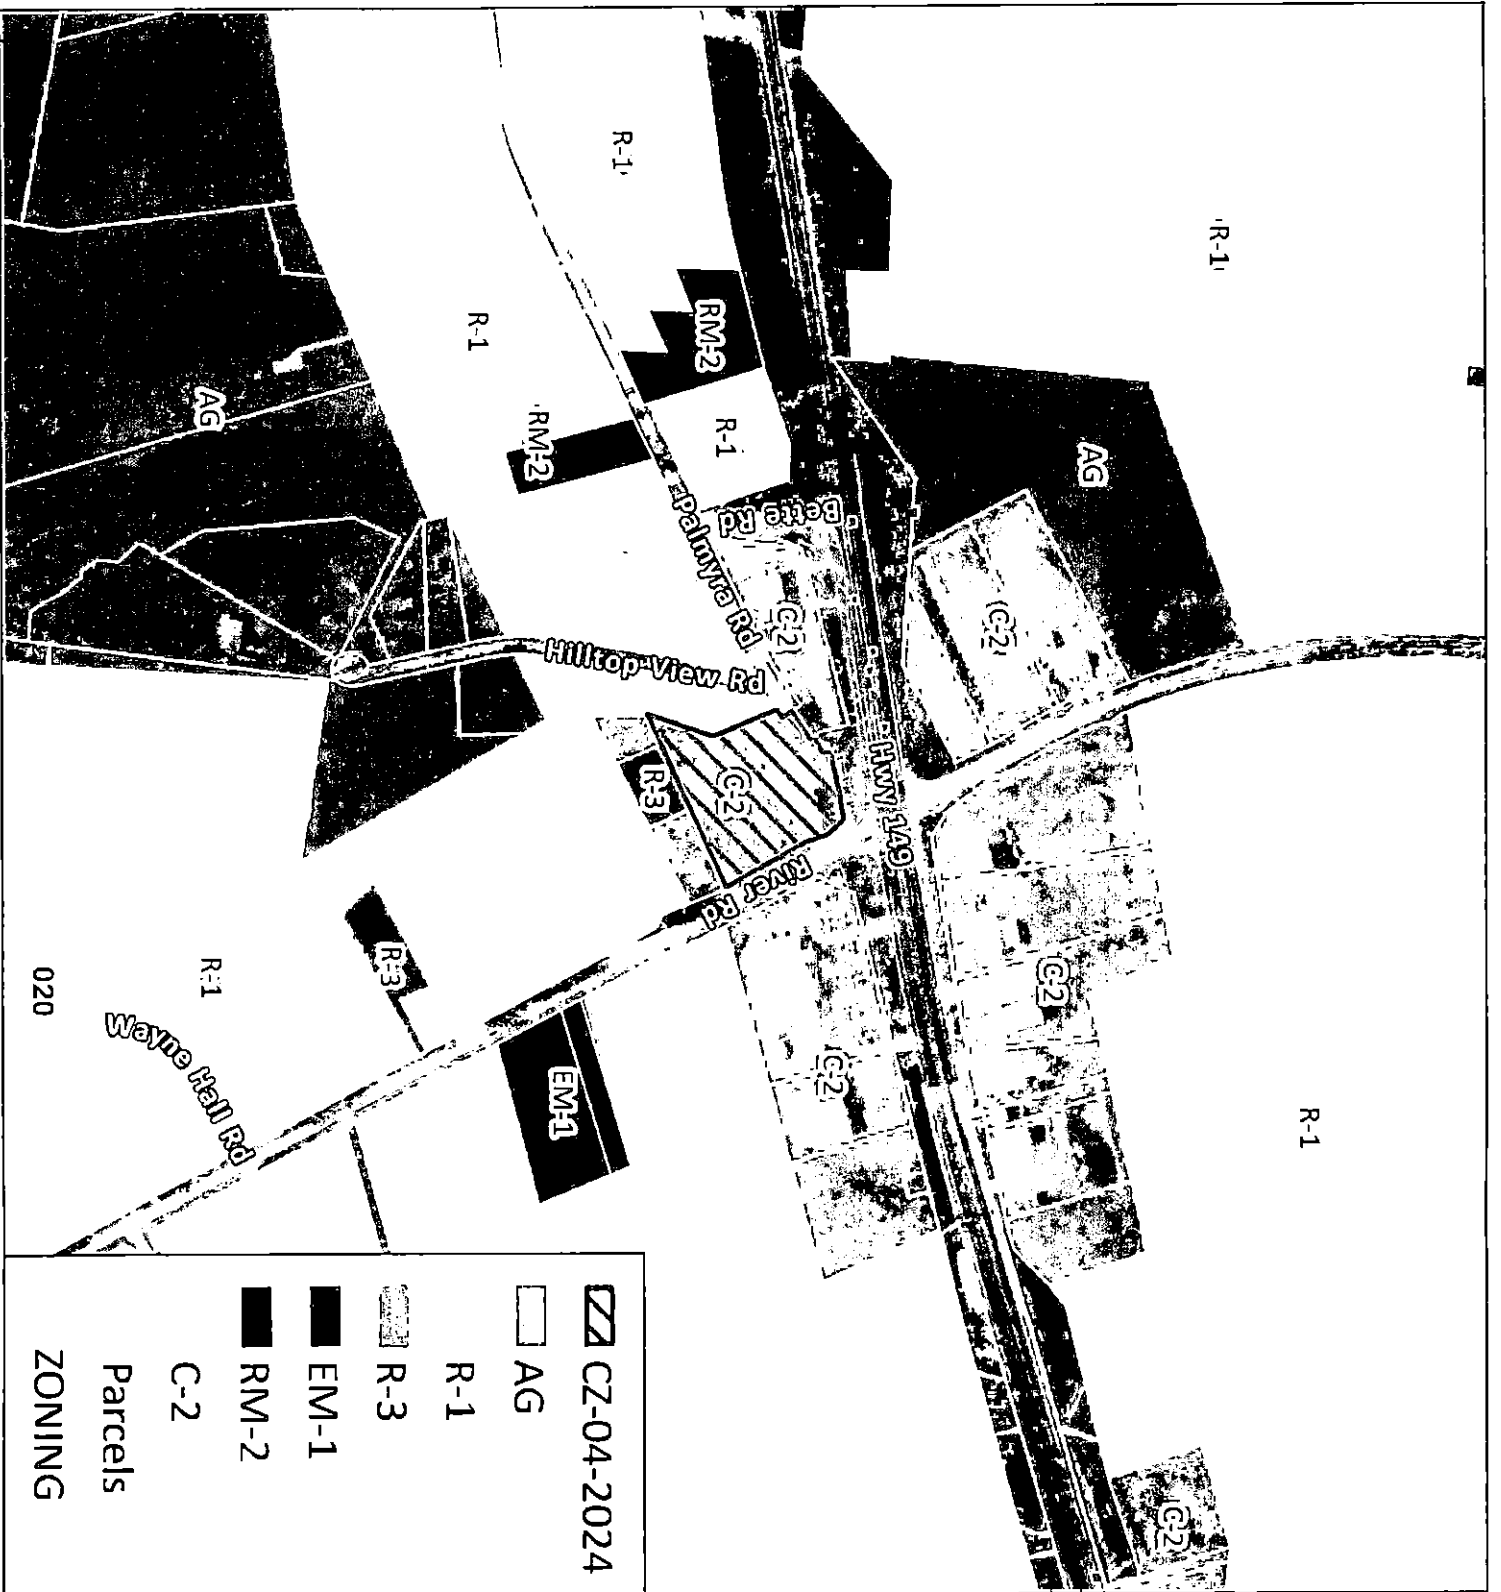 R-1
R-1
R-1
RM-2
AG
RM-2
R-1
AG
Bette Rd
Palmyra Rd
C-2
C-2
Hilltop View Rd
Hwy 149
C-2
R-3
River Rd
C-2
C-2
R-3
R-1
020
Wayne Hall Rd
EM-1
R-1
C-2
CZ-04-2024
AG
R-1
R-3
EM-1
RM-2
C-2
Parcels
ZONING